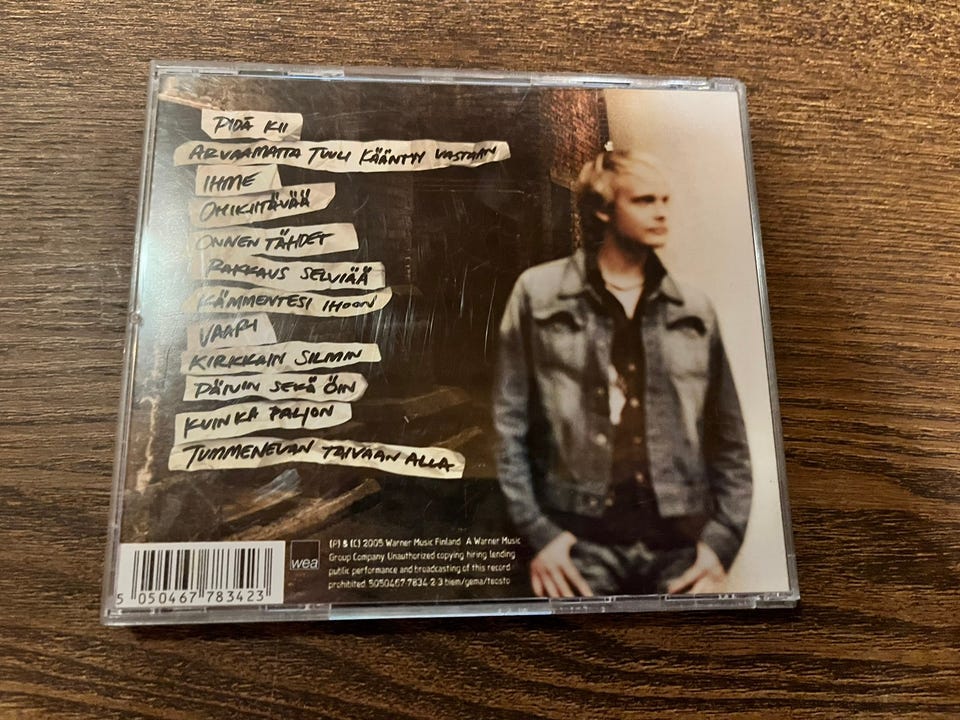 PIDÄ KII
ARVAAMATTA TUULI KÄÄNTYY VASTAAN
IHME
OHIKIITÄVÄÄ
ONNEN TÄHDET
RAKKAUS SELVIÄÄ
KÄMMENTESI IHOON
VAAPI
KIRKKAIN SILMIN
PÄIVIN SEKÄ ÖIN
KUINKA PALJON
TUMMENEVAN TAIVAAN ALLA
wea
(P) & (C) 2005 Warner Music Finland A Warner Music
Group Company. Unauthorized copying hiring lending
public performance and broadcasting of this record
prohibited. 5050467 7834 2 3 biem/gema/teosto
5 050467 783423